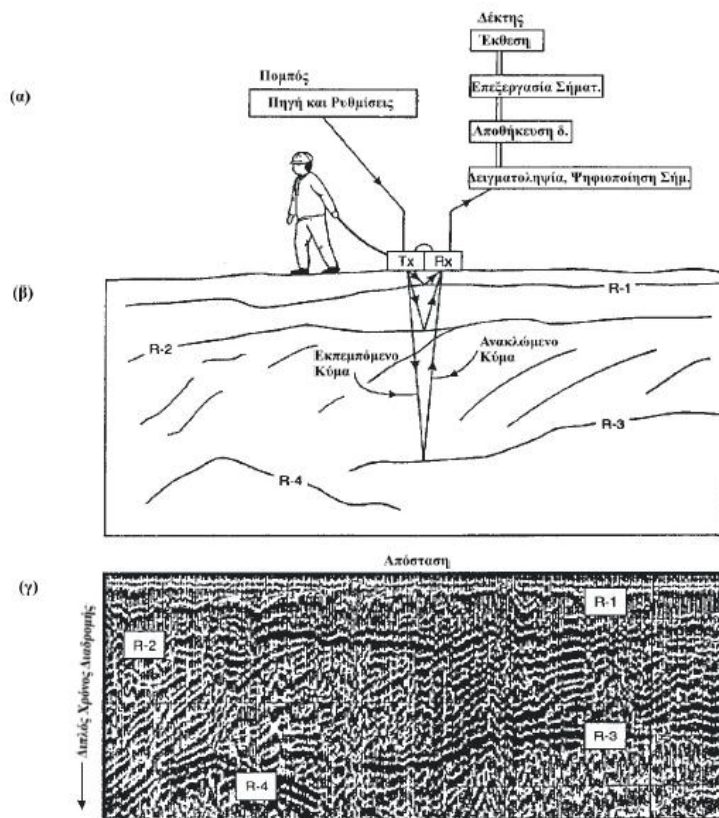 Δέκτης
Έκθεση
Πομπός
(α)
Πηγή και Ρυθμίσεις
Επεξεργασία Σήματ.
Αποθήκευση δ.
Δειγματοληψία, Ψηφιοποίηση Σήμ.
Tx Rx
(β)
R-1
R-2
Εκπεμπόμενο
Κύμα
Ανακλώμενο
Κύμα
R-3
R-4
Απόσταση
(γ)
R-1
R-2
R-3
R-4
Διπλός Χρόνος Διαδρομής